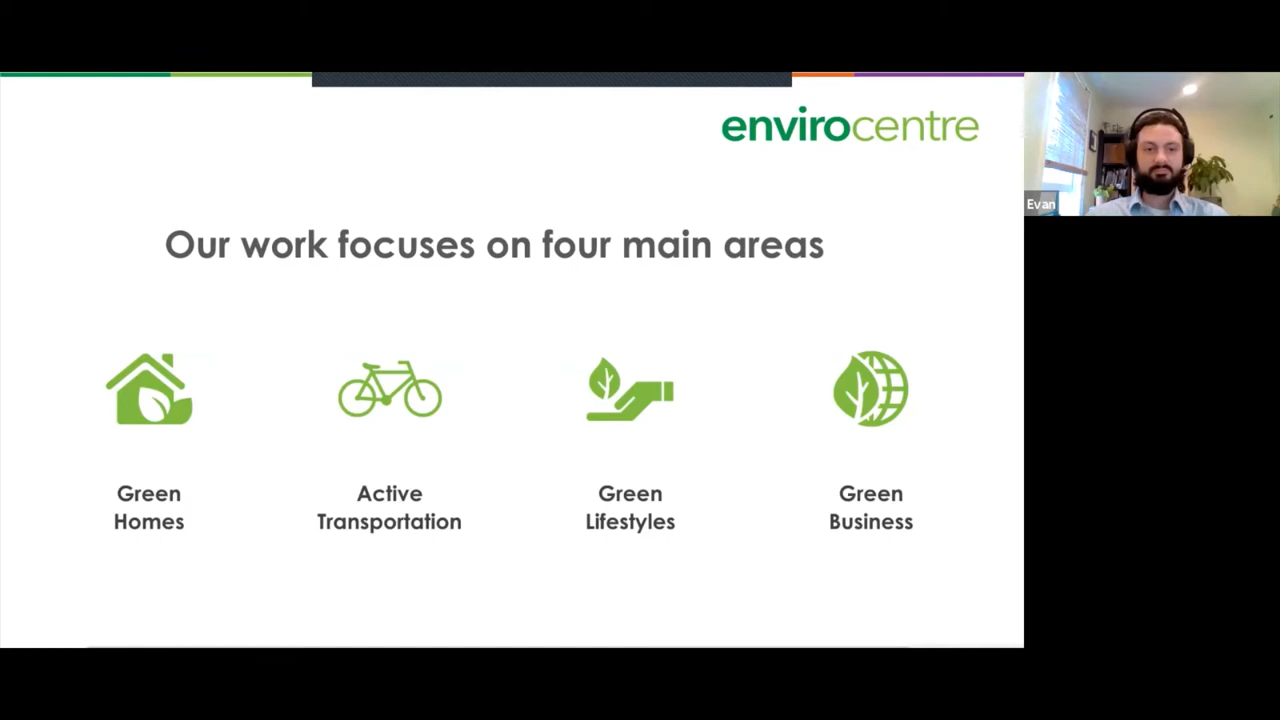 envirocentre
Evan
Our work focuses on four main areas
Green
Homes
Active
Transportation
Green
Lifestyles
Green
Business